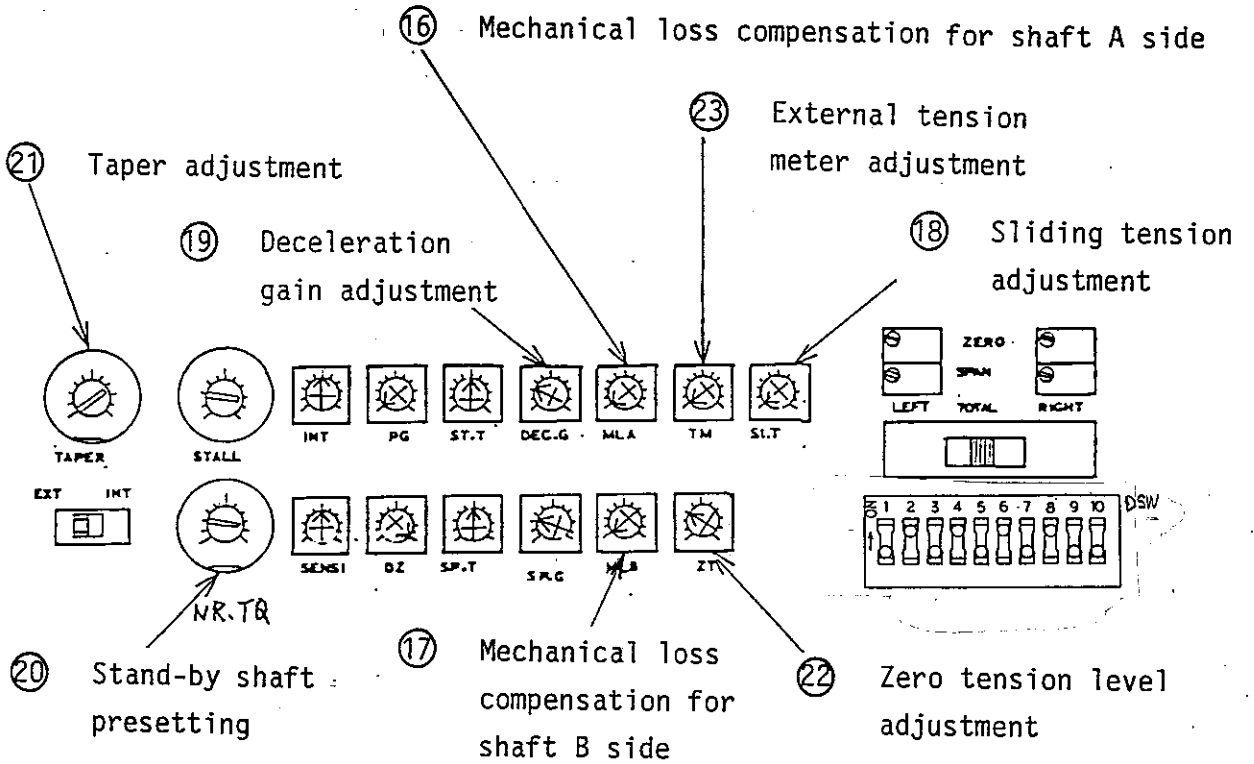 ⑯ Mechanical loss compensation for shaft A side
㉓ External tension
meter adjustment
㉑ Taper adjustment
⑲ Deceleration
gain adjustment
⑱ Sliding tension
adjustment
ZERO
SPAN
LEFT TOTAL RIGHT
TAPER STALL INT PG ST.T DEC.G MLA TM SL.T
EXT INT
ON 1 2 3 4 5 6 7 8 9 10 DSW
SENSI DZ SP.T SP.G MLB ZT
NR.TQ
⑳ Stand-by shaft
presetting
⑰ Mechanical loss
compensation for
shaft B side
㉒ Zero tension level
adjustment